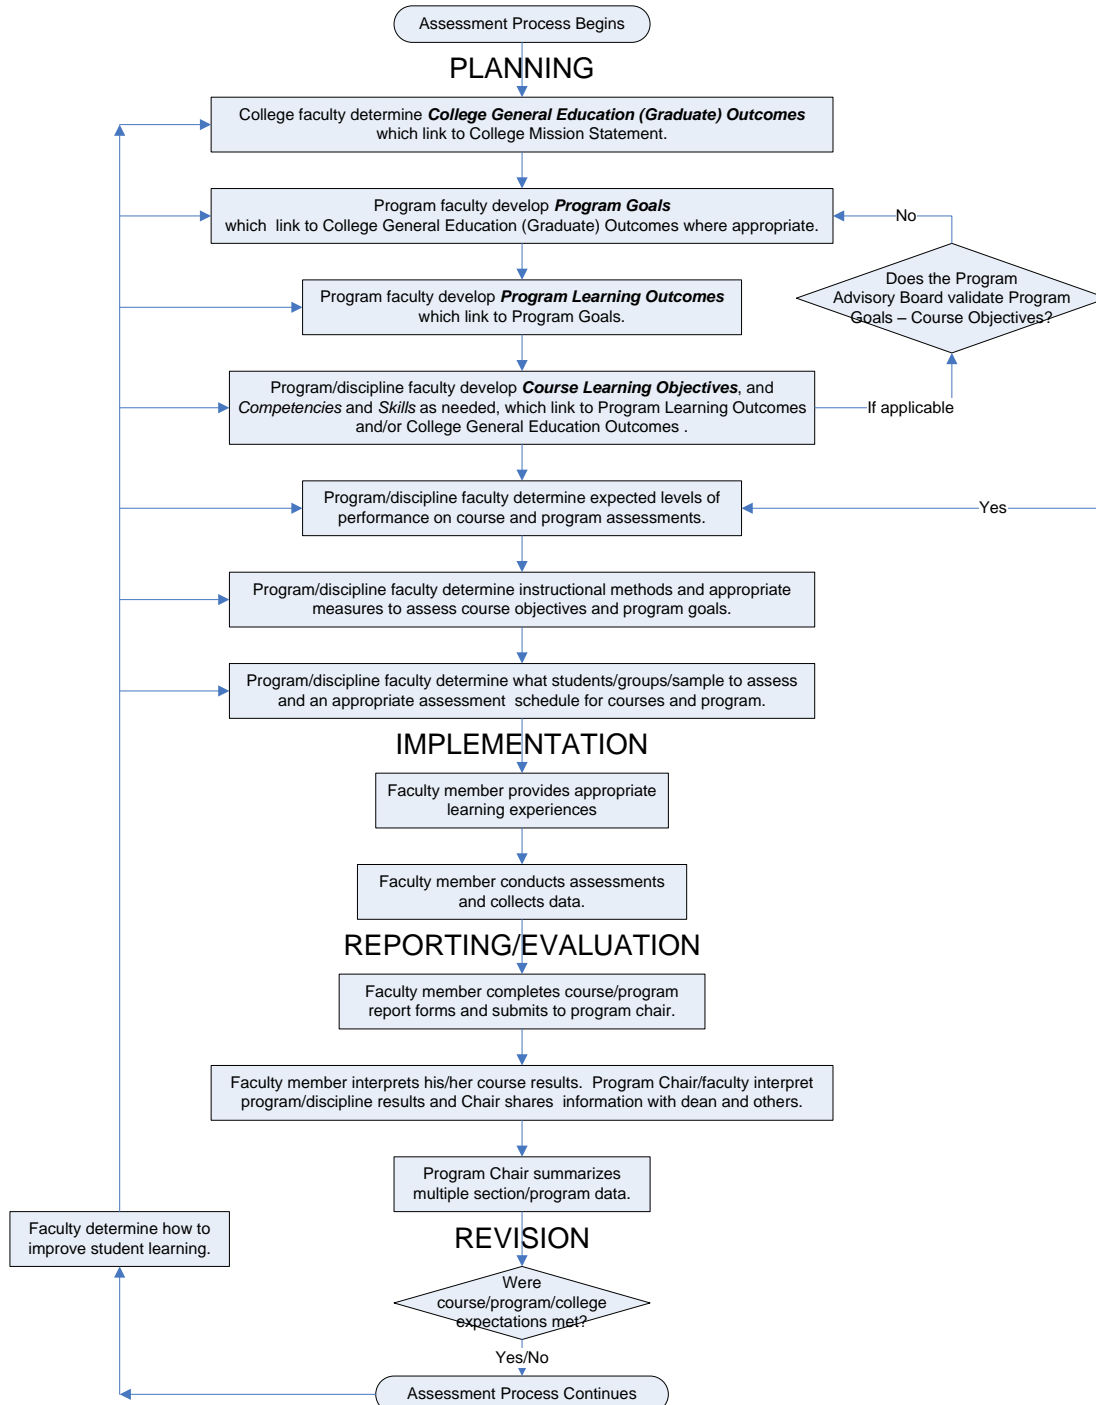 Assessment Process Begins
PLANNING
College faculty determine College General Education (Graduate) Outcomes
which link to College Mission Statement.
Program faculty develop Program Goals
which link to College General Education (Graduate) Outcomes where appropriate.
No
Does the Program
Advisory Board validate Program
Goals – Course Objectives?
Program faculty develop Program Learning Outcomes
which link to Program Goals.
Program/discipline faculty develop Course Learning Objectives, and
Competencies and Skills as needed, which link to Program Learning Outcomes
and/or College General Education Outcomes .
If applicable
Program/discipline faculty determine expected levels of
performance on course and program assessments.
Yes
Program/discipline faculty determine instructional methods and appropriate
measures to assess course objectives and program goals.
Program/discipline faculty determine what students/groups/sample to assess
and an appropriate assessment schedule for courses and program.
IMPLEMENTATION
Faculty member provides appropriate
learning experiences
Faculty member conducts assessments
and collects data.
REPORTING/EVALUATION
Faculty member completes course/program
report forms and submits to program chair.
Faculty member interprets his/her course results. Program Chair/faculty interpret
program/discipline results and Chair shares information with dean and others.
Program Chair summarizes
multiple section/program data.
Faculty determine how to
improve student learning.
REVISION
Were
course/program/college
expectations met?
Yes/No
Assessment Process Continues